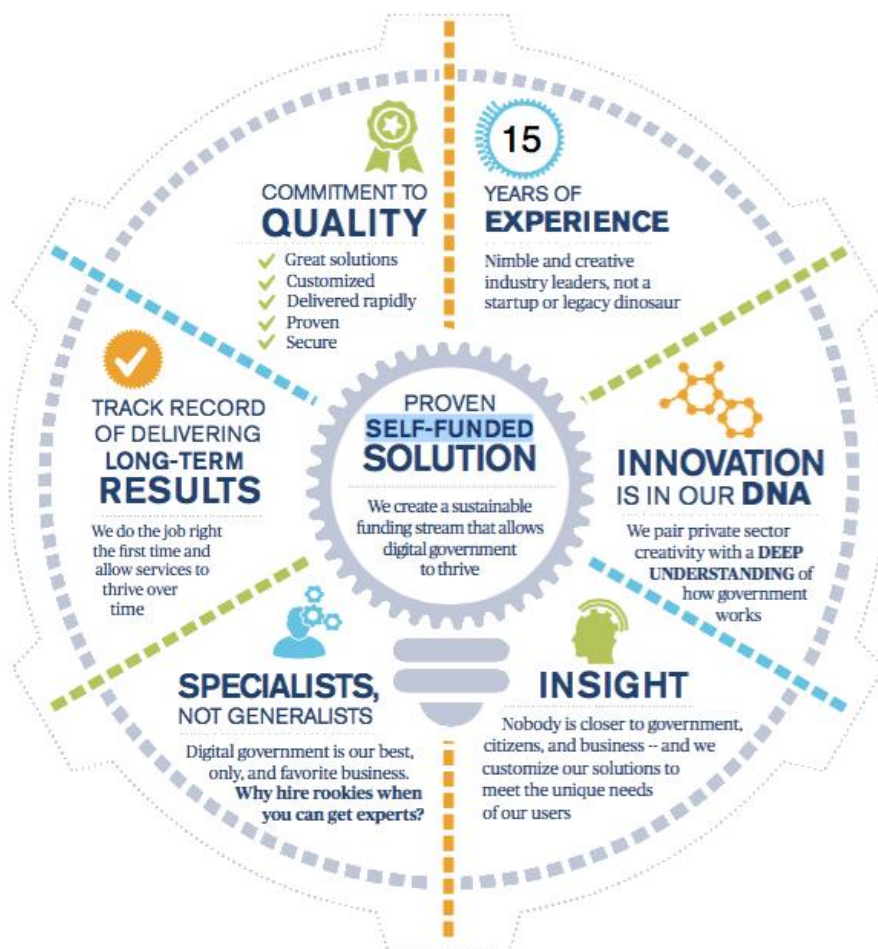 COMMITMENT TO
QUALITY
Great solutions
Customized
Delivered rapidly
Proven
Secure
15
YEARS OF
EXPERIENCE
Nimble and creative
industry leaders, not a
startup or legacy dinosaur
TRACK RECORD
OF DELIVERING
LONG-TERM
RESULTS
We do the job right
the first time and
allow services to
thrive over
time
PROVEN
SELF-FUNDED
SOLUTION
We create a sustainable
funding stream that allows
digital government
to thrive
INNOVATION
IS IN OUR DNA
We pair private sector
creativity with a DEEP
UNDERSTANDING of
how government
works
SPECIALISTS,
NOT GENERALISTS
Digital government is our best,
only, and favorite business.
Why hire rookies when
you can get experts?
INSIGHT
Nobody is closer to government,
citizens, and business -- and we
customize our solutions to
meet the unique needs
of our users